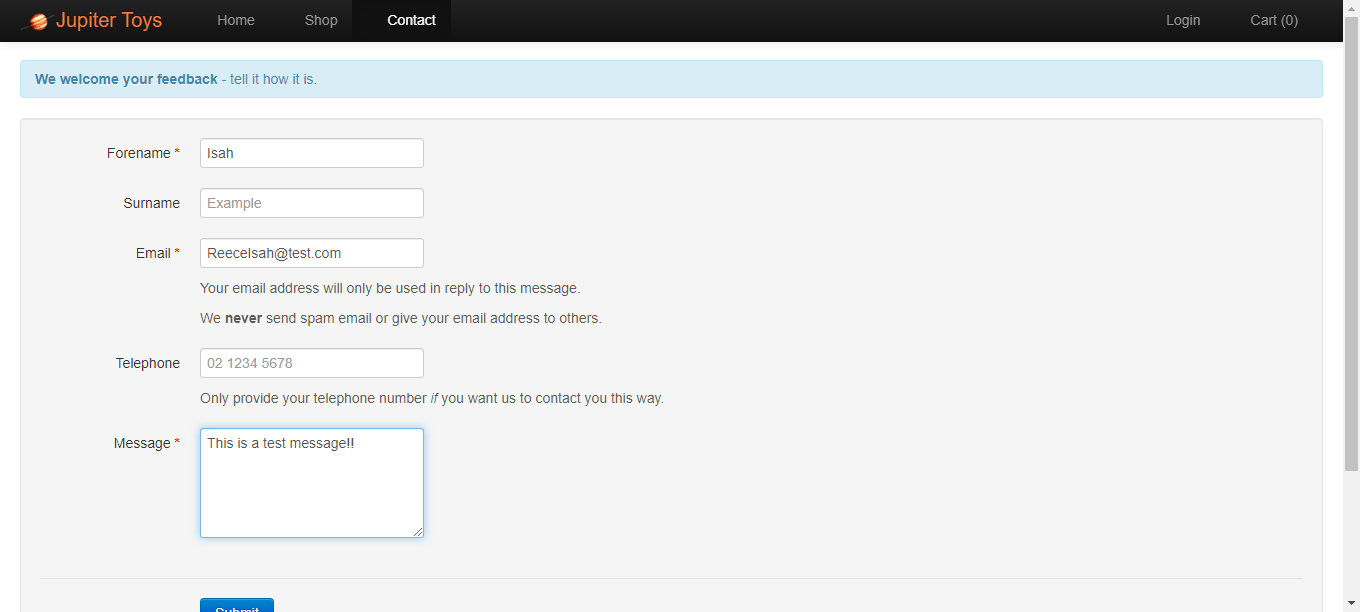 Jupiter Toys Home Shop Contact Login Cart (0)
We welcome your feedback - tell it how it is.
Forename * Isah
Surname Example
Email * ReeceIsah@test.com
Your email address will only be used in reply to this message.
We never send spam email or give your email address to others.
Telephone 02 1234 5678
Only provide your telephone number if you want us to contact you this way.
Message * This is a test message!!
Submit